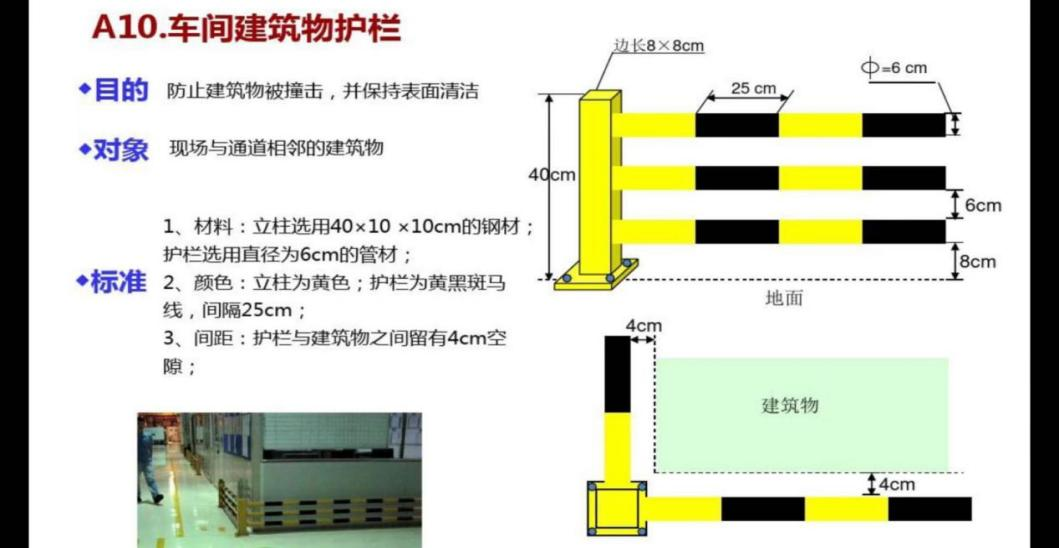 A10.车间建筑物护栏
◆目的 防止建筑物被撞击，并保持表面清洁
◆对象 现场与通道相邻的建筑物
◆标准
1、材料：立柱选用40×10 ×10cm的钢材；
护栏选用直径为6cm的管材；
2、颜色：立柱为黄色；护栏为黄黑斑马
线，间隔25cm；
3、间距：护栏与建筑物之间留有4cm空
隙；
边长8×8cm
ф=6 cm
25 cm
40cm
6cm
8cm
地面
4cm
建筑物
4cm